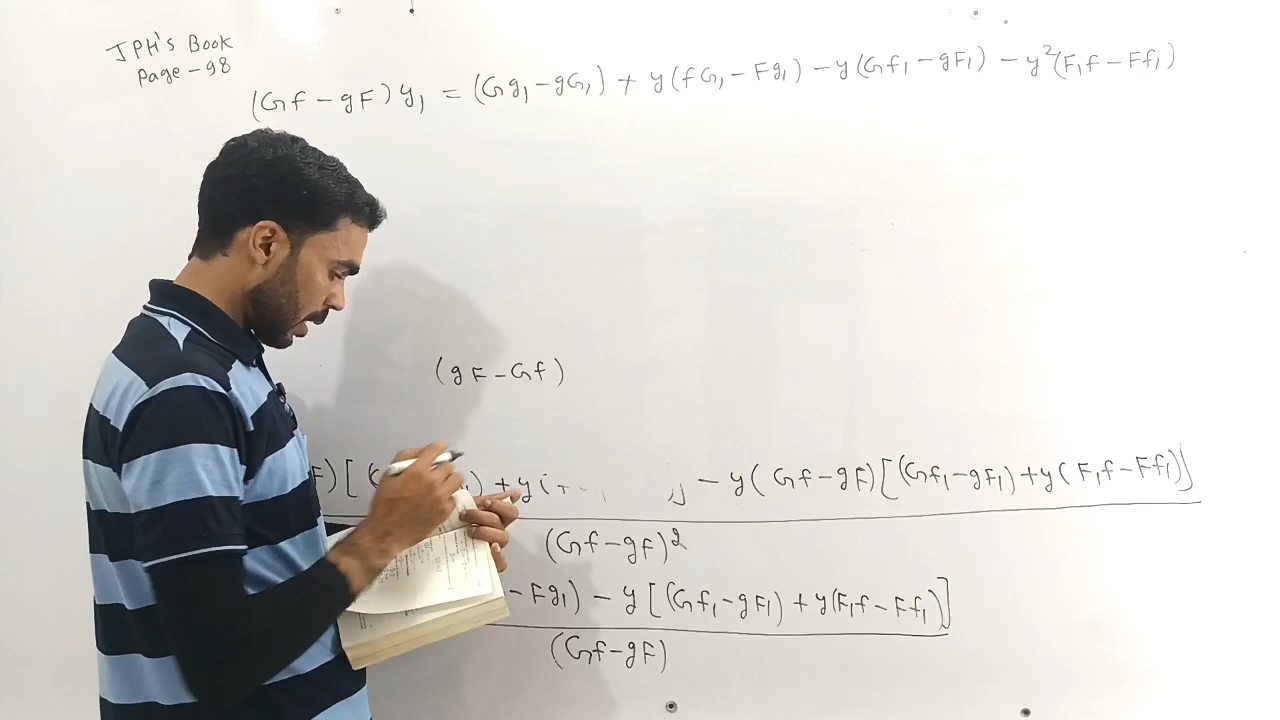 JPH's Book
Page - 98
(Gf - gF) y₁ = (Gg₁ - gG₁) + y(fG₁ - Fg₁) - y(Gf₁ - gF₁) - y²(F₁f - Ff₁)
(gF - Gf)
F)[( ) + y( - y(Gf - gF)[(Gf₁ - gF₁) + y(F₁f - Ff₁)]
(Gf - gF)²
- Fg₁) - y[(Gf₁ - gF₁) + y(F₁f - Ff₁)]
(Gf - gF)